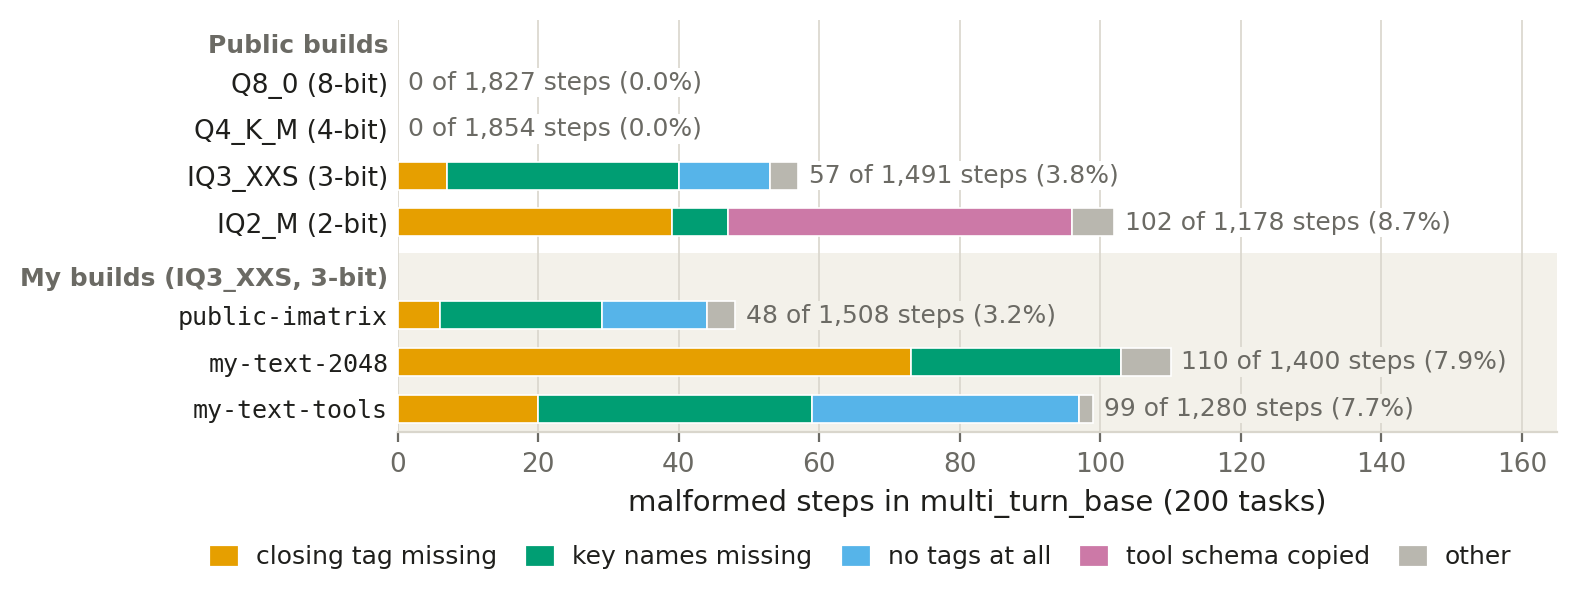 Public builds
Q8_0 (8-bit) 0 of 1,827 steps (0.0%)
Q4_K_M (4-bit) 0 of 1,854 steps (0.0%)
IQ3_XXS (3-bit) 57 of 1,491 steps (3.8%)
IQ2_M (2-bit) 102 of 1,178 steps (8.7%)
My builds (IQ3_XXS, 3-bit)
public-imatrix 48 of 1,508 steps (3.2%)
my-text-2048 110 of 1,400 steps (7.9%)
my-text-tools 99 of 1,280 steps (7.7%)
0 20 40 60 80 100 120 140 160
malformed steps in multi_turn_base (200 tasks)
closing tag missing key names missing no tags at all tool schema copied other